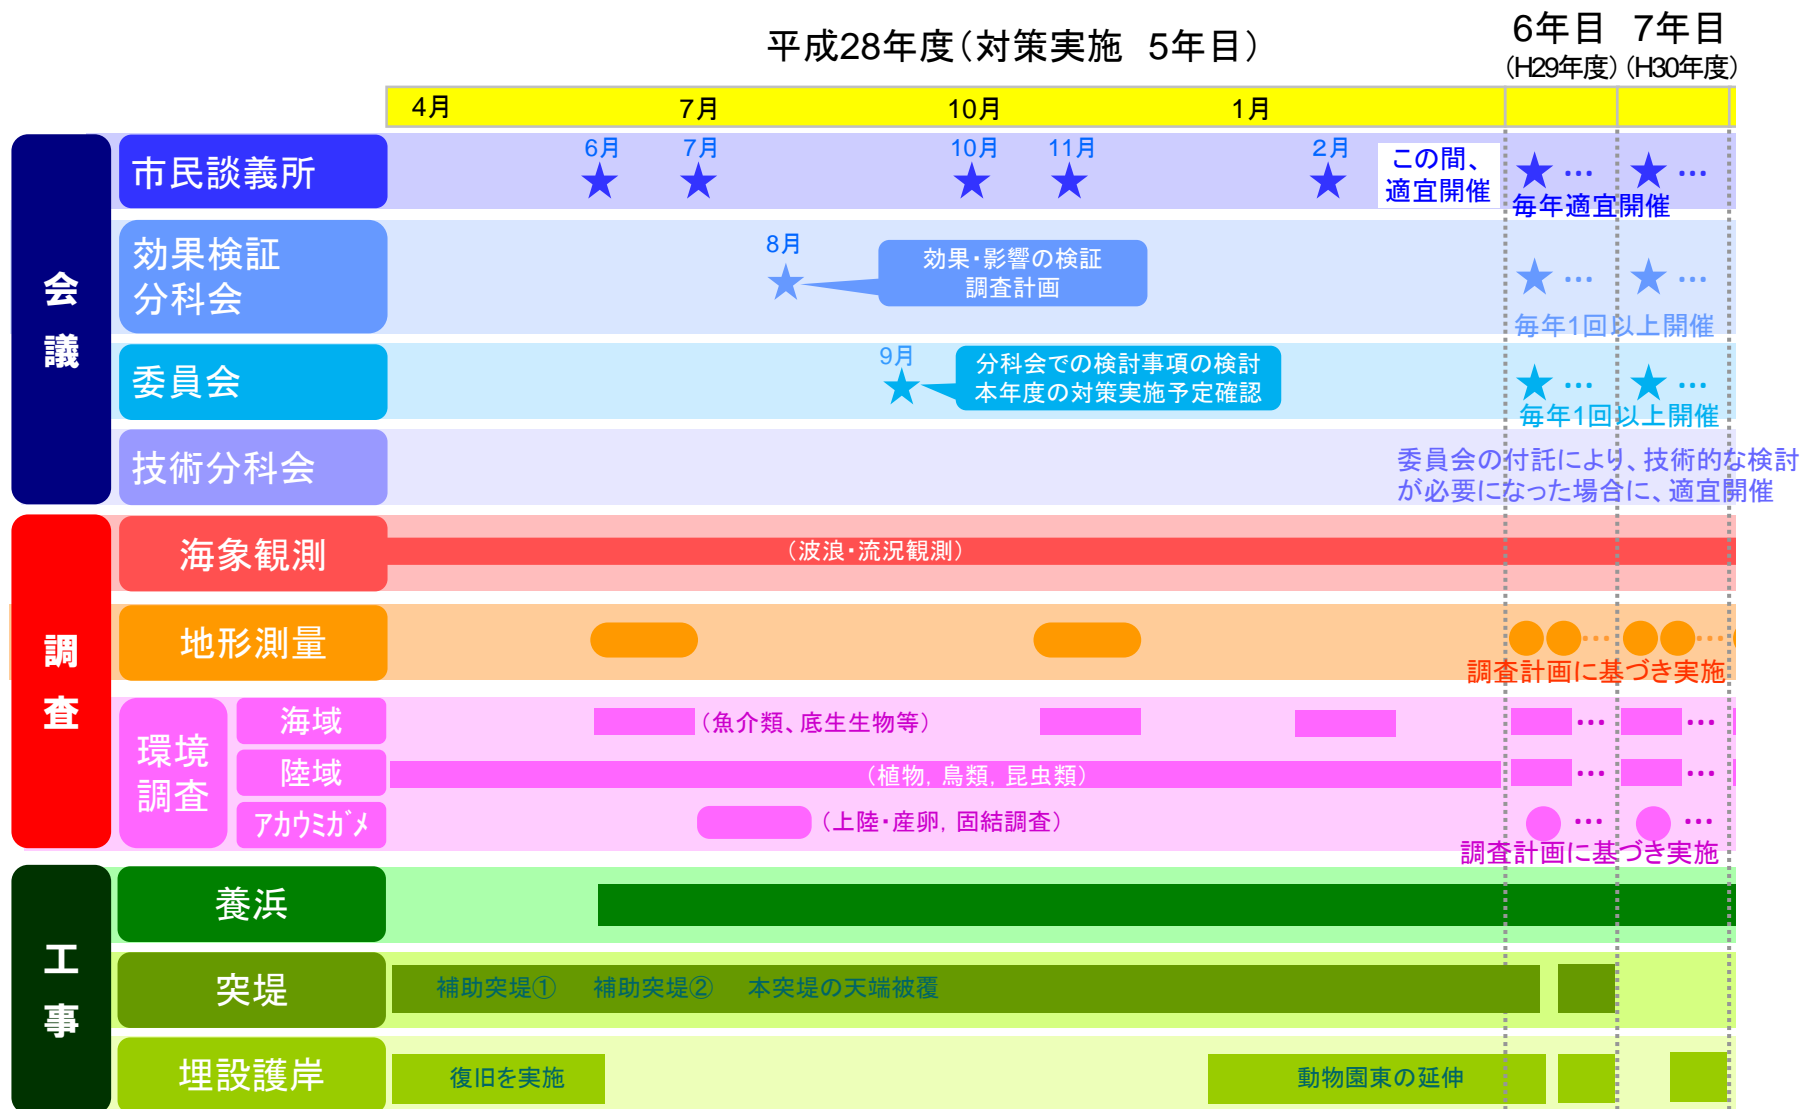 平成28年度(対策実施　5年目)
6年目 7年目
(H29年度) (H30年度)
4月 7月 10月 1月
会議
市民談義所
6月 7月 10月 11月 2月
この間、
適宜開催
…
…
毎年適宜開催
効果検証
分科会
8月
効果・影響の検証
調査計画
…
…
毎年1回以上開催
委員会
9月
分科会での検討事項の検討
本年度の対策実施予定確認
…
…
毎年1回以上開催
技術分科会
委員会の付託により、技術的な検討
が必要になった場合に、適宜開催
調査
海象観測
(波浪・流況観測)
地形測量
…
…
調査計画に基づき実施
環境
調査
海域
(魚介類、底生生物等)
…
…
陸域
(植物,鳥類,昆虫類)
…
…
アカウミガメ
(上陸・産卵,固結調査)
…
…
調査計画に基づき実施
工事
養浜
突堤
補助突堤① 補助突堤② 本突堤の天端被覆
埋設護岸
復旧を実施
動物園東の延伸